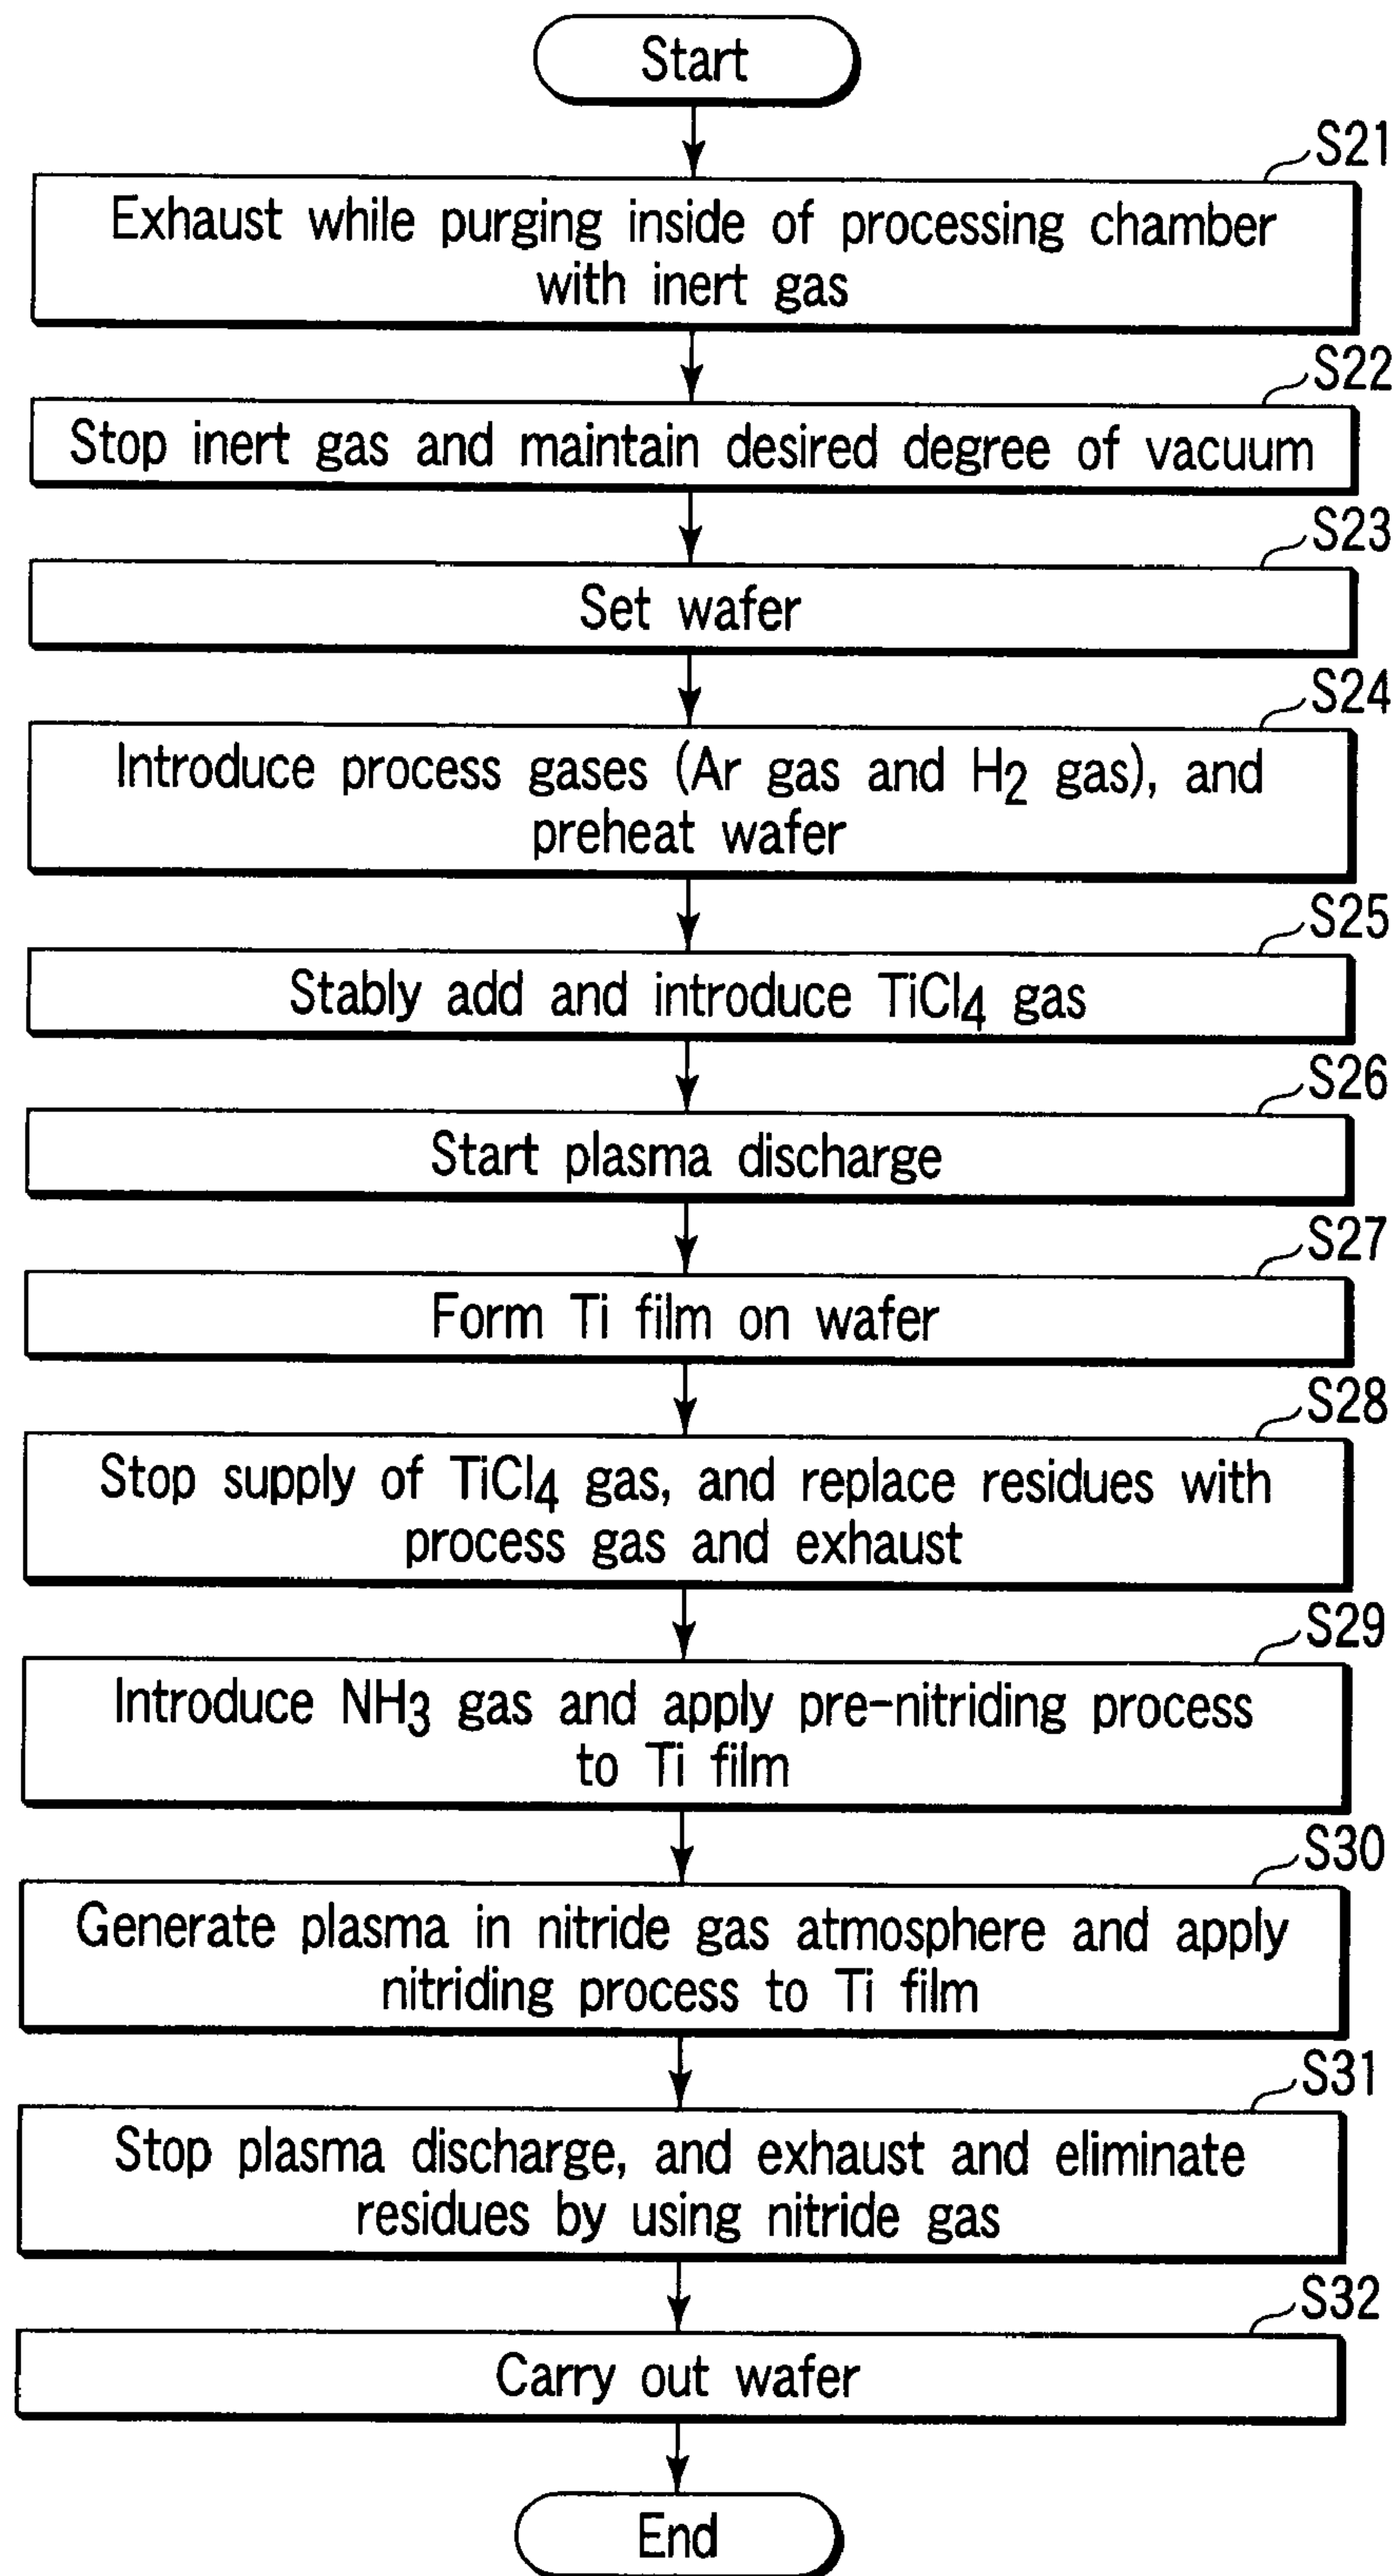 Start
S21
Exhaust while purging inside of processing chamber
with inert gas
S22
Stop inert gas and maintain desired degree of vacuum
S23
Set wafer
S24
Introduce process gases (Ar gas and H2 gas), and
preheat wafer
S25
Stably add and introduce TiCl4 gas
S26
Start plasma discharge
S27
Form Ti film on wafer
S28
Stop supply of TiCl4 gas, and replace residues with
process gas and exhaust
S29
Introduce NH3 gas and apply pre-nitriding process
to Ti film
S30
Generate plasma in nitride gas atmosphere and apply
nitriding process to Ti film
S31
Stop plasma discharge, and exhaust and eliminate
residues by using nitride gas
S32
Carry out wafer
End